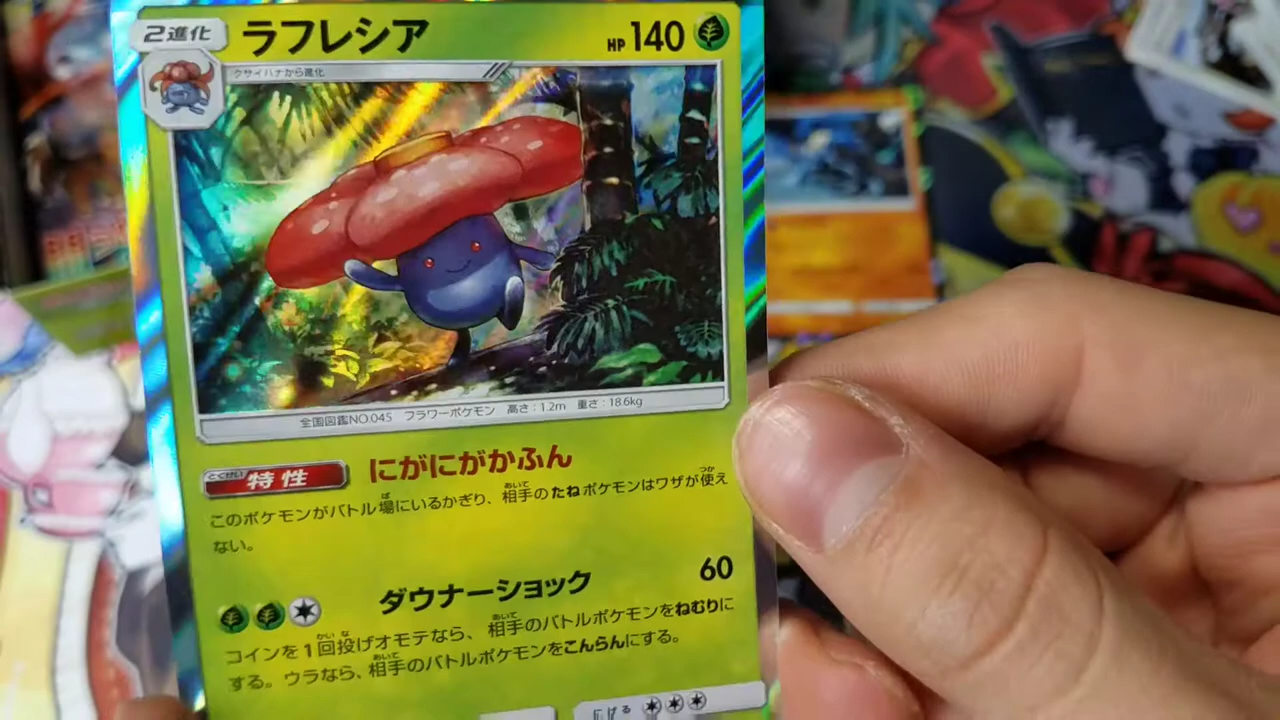 2進化 ラフレシア HP 140
クサイハナから進化
全国図鑑NO.045 フラワーポケモン 高さ:1.2m 重さ:18.6kg
とくせい 特性 にがにがかふん
このポケモンがバトル場にいるかぎり、相手のたねポケモンはワザが使え
ない。
ダウナーショック 60
コインを1回投げオモテなら、相手のバトルポケモンをねむりに
する。ウラなら、相手のバトルポケモンをこんらんにする。
にげる